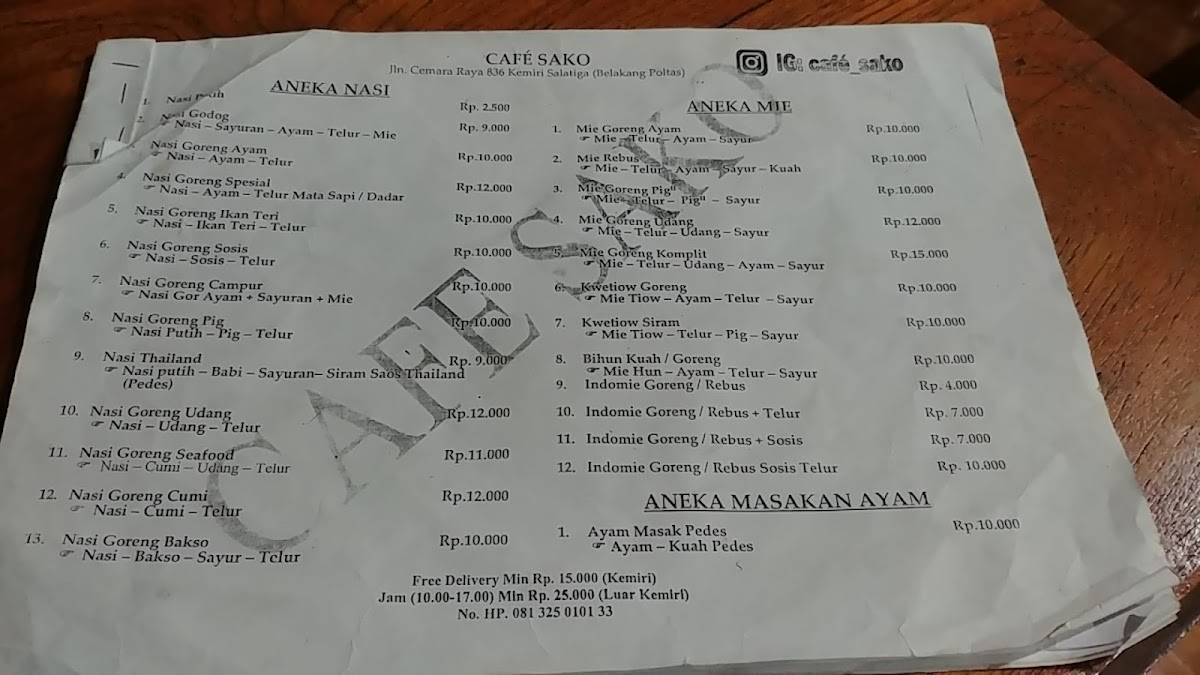 CAFÉ SAKO
Jln. Cemara Raya 836 Kemiri Salatiga (Belakang Poltas)
IG: café_sako
ANEKA NASI
1. Nasi Putih Rp. 2.500
2. Nasi Godog Rp. 9.000
☞ Nasi – Sayuran – Ayam – Telur – Mie
Nasi Goreng Ayam Rp.10.000
☞ Nasi – Ayam – Telur
4. Nasi Goreng Spesial Rp.12.000
☞ Nasi – Ayam – Telur Mata Sapi / Dadar
5. Nasi Goreng Ikan Teri Rp.10.000
☞ Nasi – Ikan Teri – Telur
6. Nasi Goreng Sosis Rp.10.000
☞ Nasi – Sosis – Telur
7. Nasi Goreng Campur Rp.10.000
☞ Nasi Gor Ayam + Sayuran + Mie
8. Nasi Goreng Pig Rp.10.000
☞ Nasi Putih – Pig – Telur
9. Nasi Thailand Rp. 9.000
☞ Nasi putih – Babi – Sayuran– Siram Saos Thailand
(Pedes)
10. Nasi Goreng Udang Rp.12.000
☞ Nasi – Udang – Telur
11. Nasi Goreng Seafood Rp.11.000
☞ Nasi – Cumi – Udang – Telur
12. Nasi Goreng Cumi Rp.12.000
☞ Nasi – Cumi – Telur
13. Nasi Goreng Bakso Rp.10.000
☞ Nasi – Bakso – Sayur – Telur
ANEKA MIE
1. Mie Goreng Ayam Rp.10.000
☞ Mie – Telur – Ayam – Sayur
2. Mie Rebus Rp.10.000
☞ Mie – Telur – Ayam – Sayur – Kuah
3. Mie Goreng Pig" Rp.10.000
☞ Mie – Telur – Pig" – Sayur
4. Mie Goreng Udang Rp.12.000
☞ Mie – Telur – Udang – Sayur
5. Mie Goreng Komplit Rp.15.000
☞ Mie – Telur – Udang – Ayam – Sayur
6. Kwetiow Goreng Rp.10.000
☞ Mie Tiow – Ayam – Telur – Sayur
7. Kwetiow Siram Rp.10.000
☞ Mie Tiow – Telur – Pig – Sayur
8. Bihun Kuah / Goreng Rp.10.000
☞ Mie Hun – Ayam – Telur – Sayur
9. Indomie Goreng / Rebus Rp. 4.000
10. Indomie Goreng / Rebus + Telur Rp. 7.000
11. Indomie Goreng / Rebus + Sosis Rp. 7.000
12. Indomie Goreng / Rebus Sosis Telur Rp. 10.000
ANEKA MASAKAN AYAM
1. Ayam Masak Pedes Rp.10.000
☞ Ayam – Kuah Pedes
Free Delivery Min Rp. 15.000 (Kemiri)
Jam (10.00-17.00) Min Rp. 25.000 (Luar Kemiri)
No. HP. 081 325 0101 33
CAFE SAKO